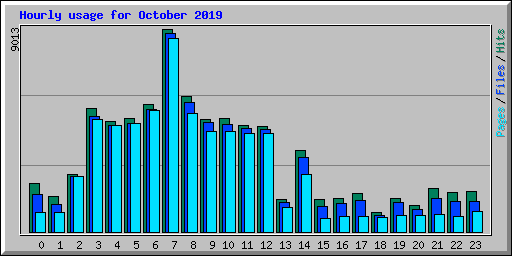 Hourly usage for October 2019
9013
Pages / Files / Hits
0 1 2 3 4 5 6 7 8 9 10 11 12 13 14 15 16 17 18 19 20 21 22 23